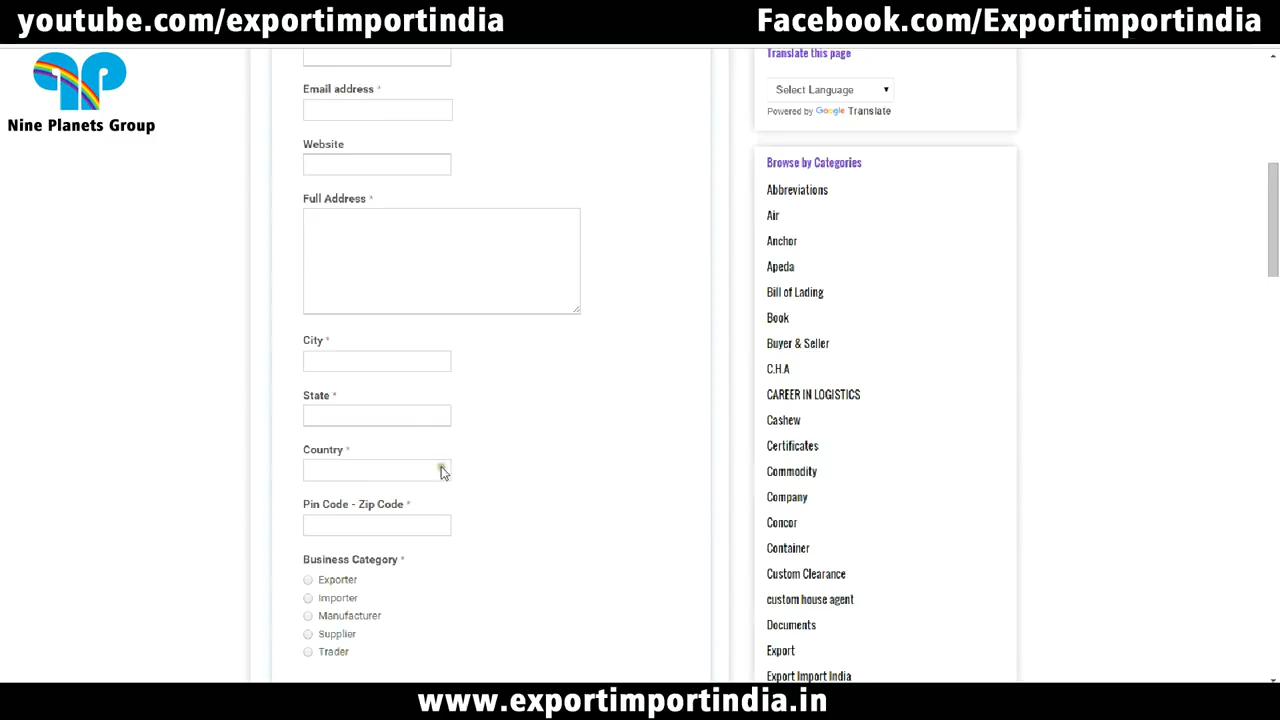 youtube.com/exportimportindia
Facebook.com/Exportimportindia
Nine Planets Group
Email address *
Website
Full Address *
City *
State *
Country *
Pin Code - Zip Code *
Business Category *
Exporter
Importer
Manufacturer
Supplier
Trader
Translate this page
Select Language
Powered by Google Translate
Browse by Categories
Abbreviations
Air
Anchor
Apeda
Bill of Lading
Book
Buyer & Seller
C.H.A
CAREER IN LOGISTICS
Cashew
Certificates
Commodity
Company
Concor
Container
Custom Clearance
custom house agent
Documents
Export
Export Import India
www.exportimportindia.in